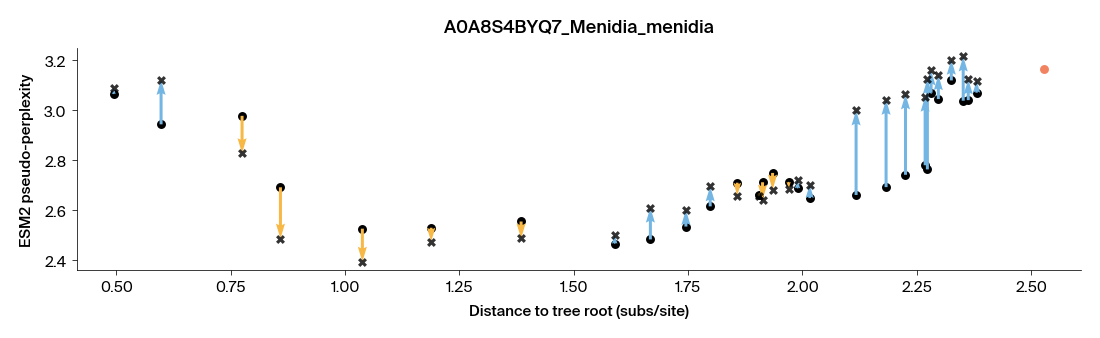 A0A8S4BYQ7_Menidia_menidia
ESM2 pseudo-perplexity
3.2
3.0
2.8
2.6
2.4
0.50 0.75 1.00 1.25 1.50 1.75 2.00 2.25 2.50
Distance to tree root (subs/site)